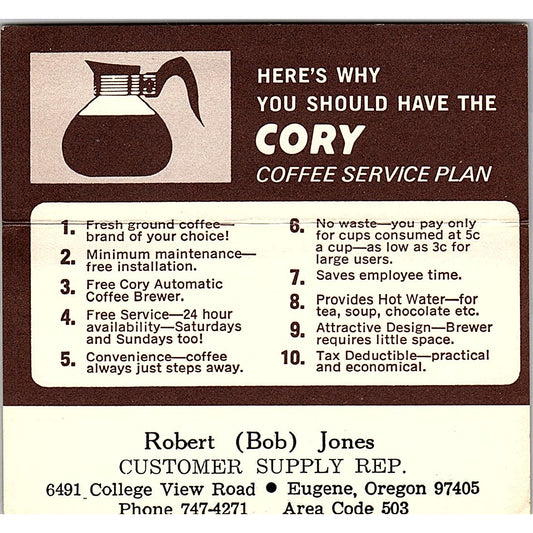 HERE'S WHY
YOU SHOULD HAVE THE
CORY
COFFEE SERVICE PLAN
1. Fresh ground coffee—
brand of your choice!
2. Minimum maintenance—
free installation.
3. Free Cory Automatic
Coffee Brewer.
4. Free Service—24 hour
availability—Saturdays
and Sundays too!
5. Convenience—coffee
always just steps away.
6. No waste—you pay only
for cups consumed at 5c
a cup—as low as 3c for
large users.
7. Saves employee time.
8. Provides Hot Water—for
tea, soup, chocolate etc.
9. Attractive Design—Brewer
requires little space.
10. Tax Deductible—practical
and economical.
Robert (Bob) Jones
CUSTOMER SUPPLY REP.
6491 College View Road ● Eugene, Oregon 97405
Phone 747-4271 Area Code 503